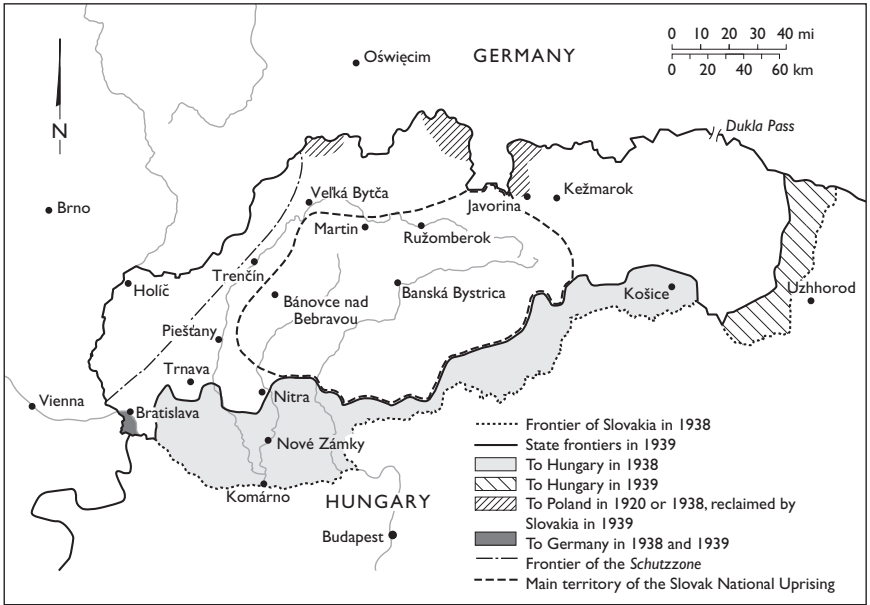 0 10 20 30 40 mi
0 20 40 60 km
Oświęcim
GERMANY
N
Dukla Pass
Brno
Veľká Bytča
Javorina
Kežmarok
Martin
Ružomberok
Trenčín
Holíč
Bánovce nad
Bebravou
Banská Bystrica
Košice
Uzhhorod
Piešťany
Trnava
Vienna
Bratislava
Nitra
Nové Zámky
Komárno
HUNGARY
Budapest
Frontier of Slovakia in 1938
State frontiers in 1939
To Hungary in 1938
To Hungary in 1939
To Poland in 1920 or 1938, reclaimed by
Slovakia in 1939
To Germany in 1938 and 1939
Frontier of the Schutzzone
Main territory of the Slovak National Uprising